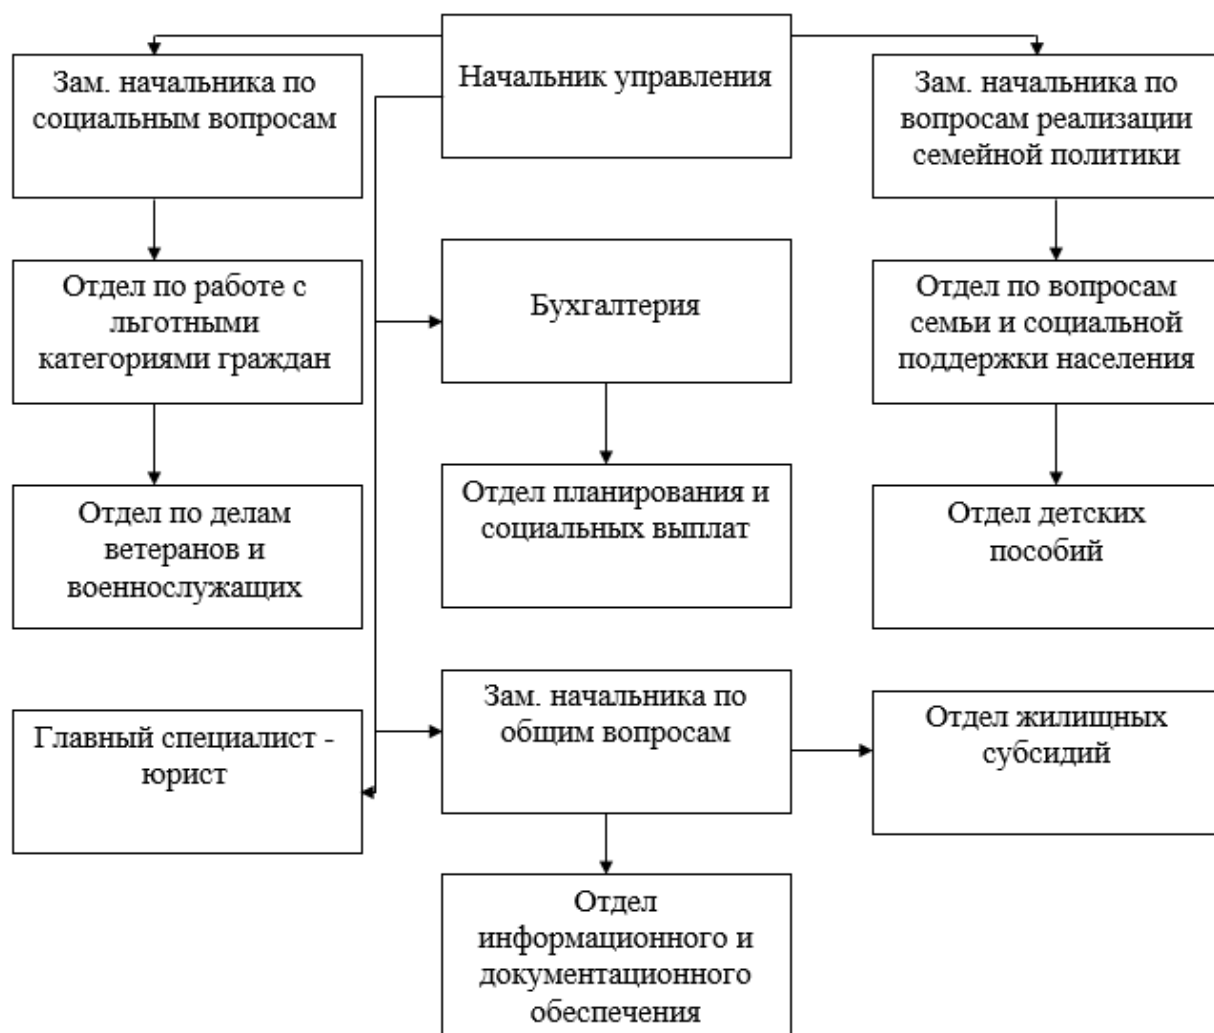 Начальник управления
Зам. начальника по
социальным вопросам
Зам. начальника по
вопросам реализации
семейной политики
Отдел по работе с
льготными
категориями граждан
Бухгалтерия
Отдел по вопросам
семьи и социальной
поддержки населения
Отдел по делам
ветеранов и
военнослужащих
Отдел планирования и
социальных выплат
Отдел детских
пособий
Главный специалист -
юрист
Зам. начальника по
общим вопросам
Отдел жилищных
субсидий
Отдел
информационного и
документационного
обеспечения